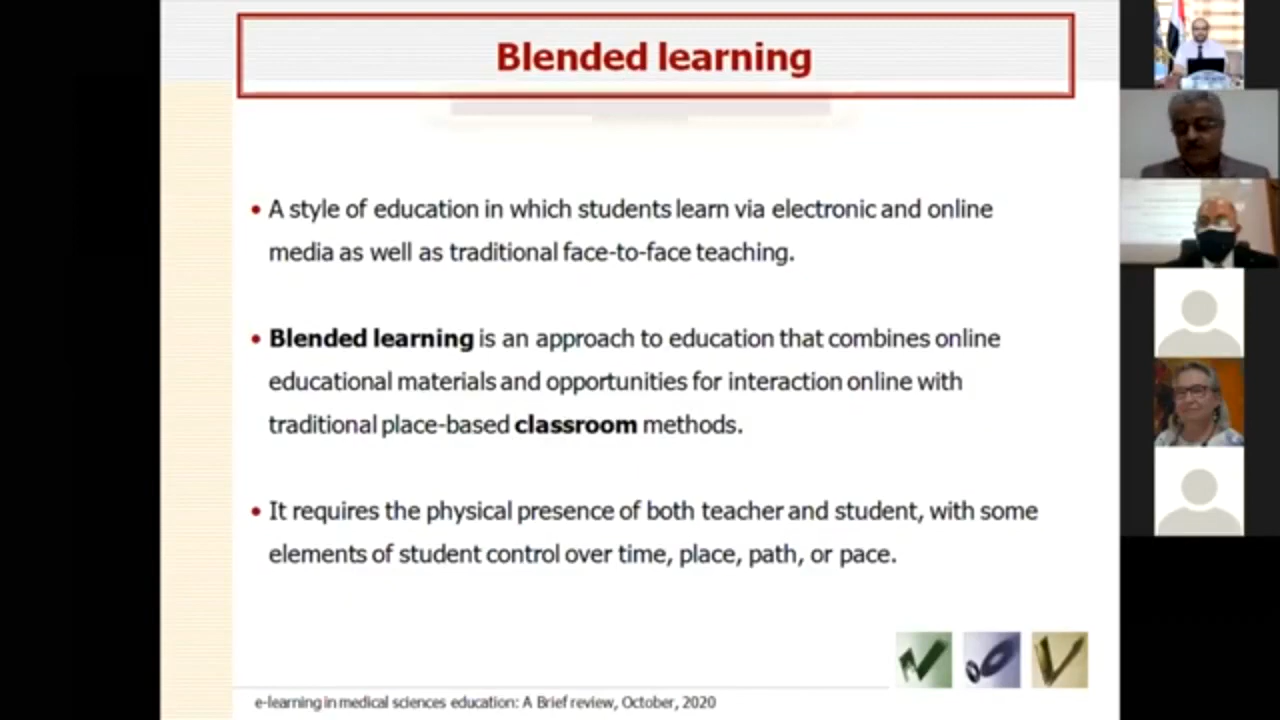 Blended learning
• A style of education in which students learn via electronic and online
media as well as traditional face-to-face teaching.
• Blended learning is an approach to education that combines online
educational materials and opportunities for interaction online with
traditional place-based classroom methods.
• It requires the physical presence of both teacher and student, with some
elements of student control over time, place, path, or pace.
e-learning in medical sciences education: A Brief review, October, 2020